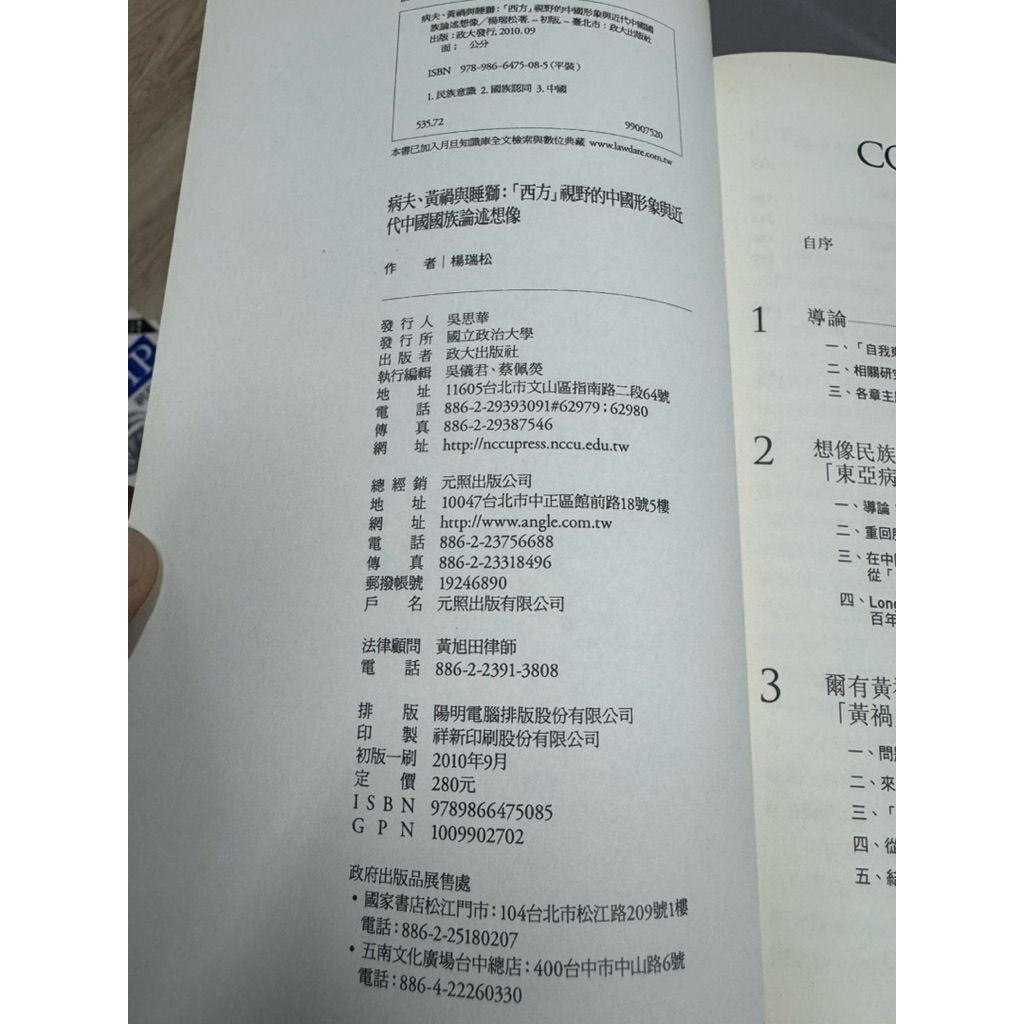 病夫、黃禍與睡獅：「西方」視野的中國形象與近代中國國
族論述想像／楊瑞松著. -- 初版. -- 臺北市：政大出版社
出版：政大發行, 2010. 09
面；　公分
ISBN 978-986-6475-08-5（平裝）
1. 民族意識 2. 國族認同 3. 中國
535.72
99007520
本書已加入月旦知識庫全文檢索與數位典藏 www.lawdare.com.tw
病夫、黃禍與睡獅：「西方」視野的中國形象與近
代中國國族論述想像
作　者｜楊瑞松
發行人　吳思華
發行所　國立政治大學
出版者　政大出版社
執行編輯　吳儀君、蔡佩熒
地　址　11605台北市文山區指南路二段64號
電　話　886-2-29393091#62979；62980
傳　真　886-2-29387546
網　址　http://nccupress.nccu.edu.tw
總經銷　元照出版公司
地　址　10047台北市中正區館前路18號5樓
網　址　http://www.angle.com.tw
電　話　886-2-23756688
傳　真　886-2-23318496
郵撥帳號　19246890
戶　名　元照出版有限公司
法律顧問　黃旭田律師
電　話　886-2-2391-3808
排　版　陽明電腦排版股份有限公司
印　製　祥新印刷股份有限公司
初版一刷　2010年9月
定　價　280元
ISBN　9789866475085
GPN　1009902702
政府出版品展售處
• 國家書店松江門市：104台北市松江路209號1樓
電話：886-2-25180207
• 五南文化廣場台中總店：400台中市中山路6號
電話：886-4-22260330
CO
自序
1 導論
一、「自我
二、相關研
三、各章主
2 想像民族
「東亞病
一、導論
二、重回
三、在中
從「
四、Long
百年
3 爾有黃
「黃禍
一、問
二、來
三、「
四、從
五、結